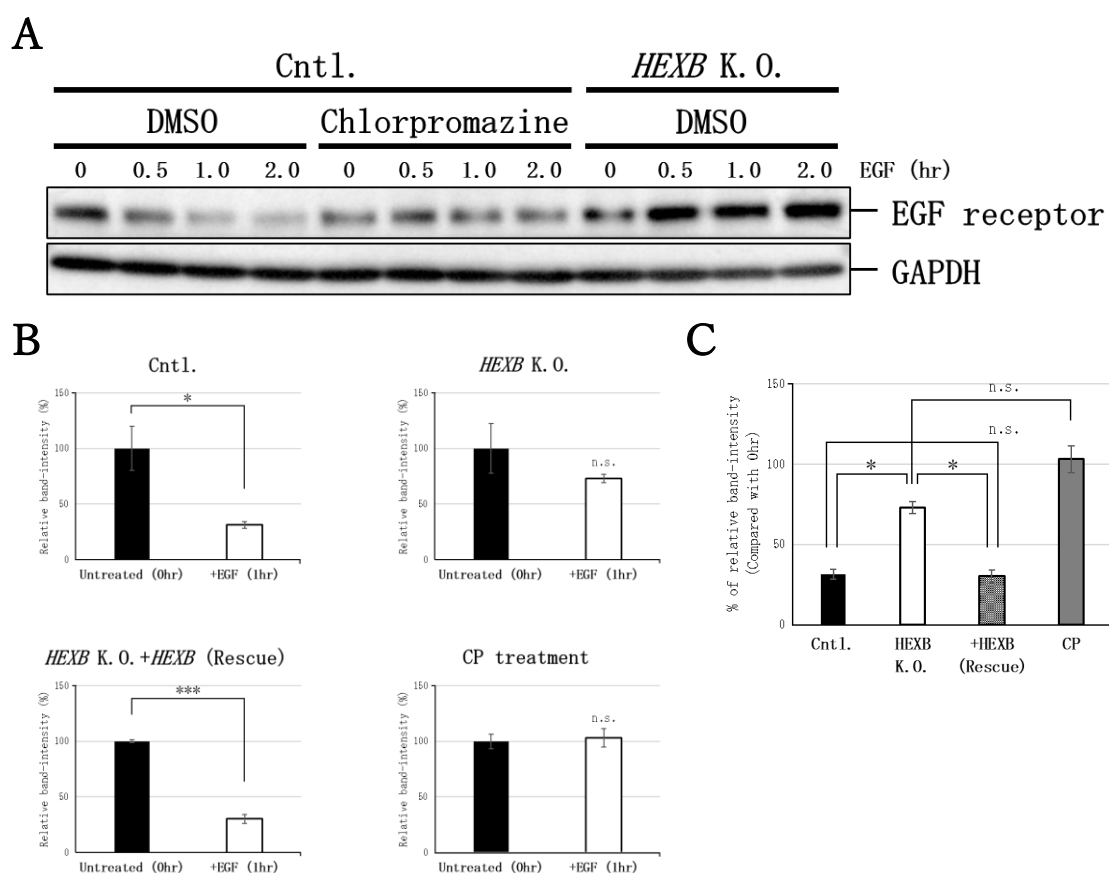 A
Cntl. HEXB K.O.
DMSO Chlorpromazine DMSO
0 0.5 1.0 2.0 0 0.5 1.0 2.0 0 0.5 1.0 2.0 EGF (hr)
EGF receptor
GAPDH
B
Cntl.
Relative band-intensity (%)
150
100
50
0
*
Untreated (0hr) +EGF (1hr)
HEXB K.O.
Relative band-intensity (%)
150
100
50
0
n.s.
Untreated (0hr) +EGF (1hr)
HEXB K.O.+HEXB (Rescue)
Relative band-intensity (%)
150
100
50
0
***
Untreated (0hr) +EGF (1hr)
CP treatment
Relative band-intensity (%)
150
100
50
0
n.s.
Untreated (0hr) +EGF (1hr)
C
% of relative band-intensity
(Compared with 0hr)
150
100
50
0
n.s.
n.s.
* *
Cntl. HEXB +HEXB CP
K.O. (Rescue)